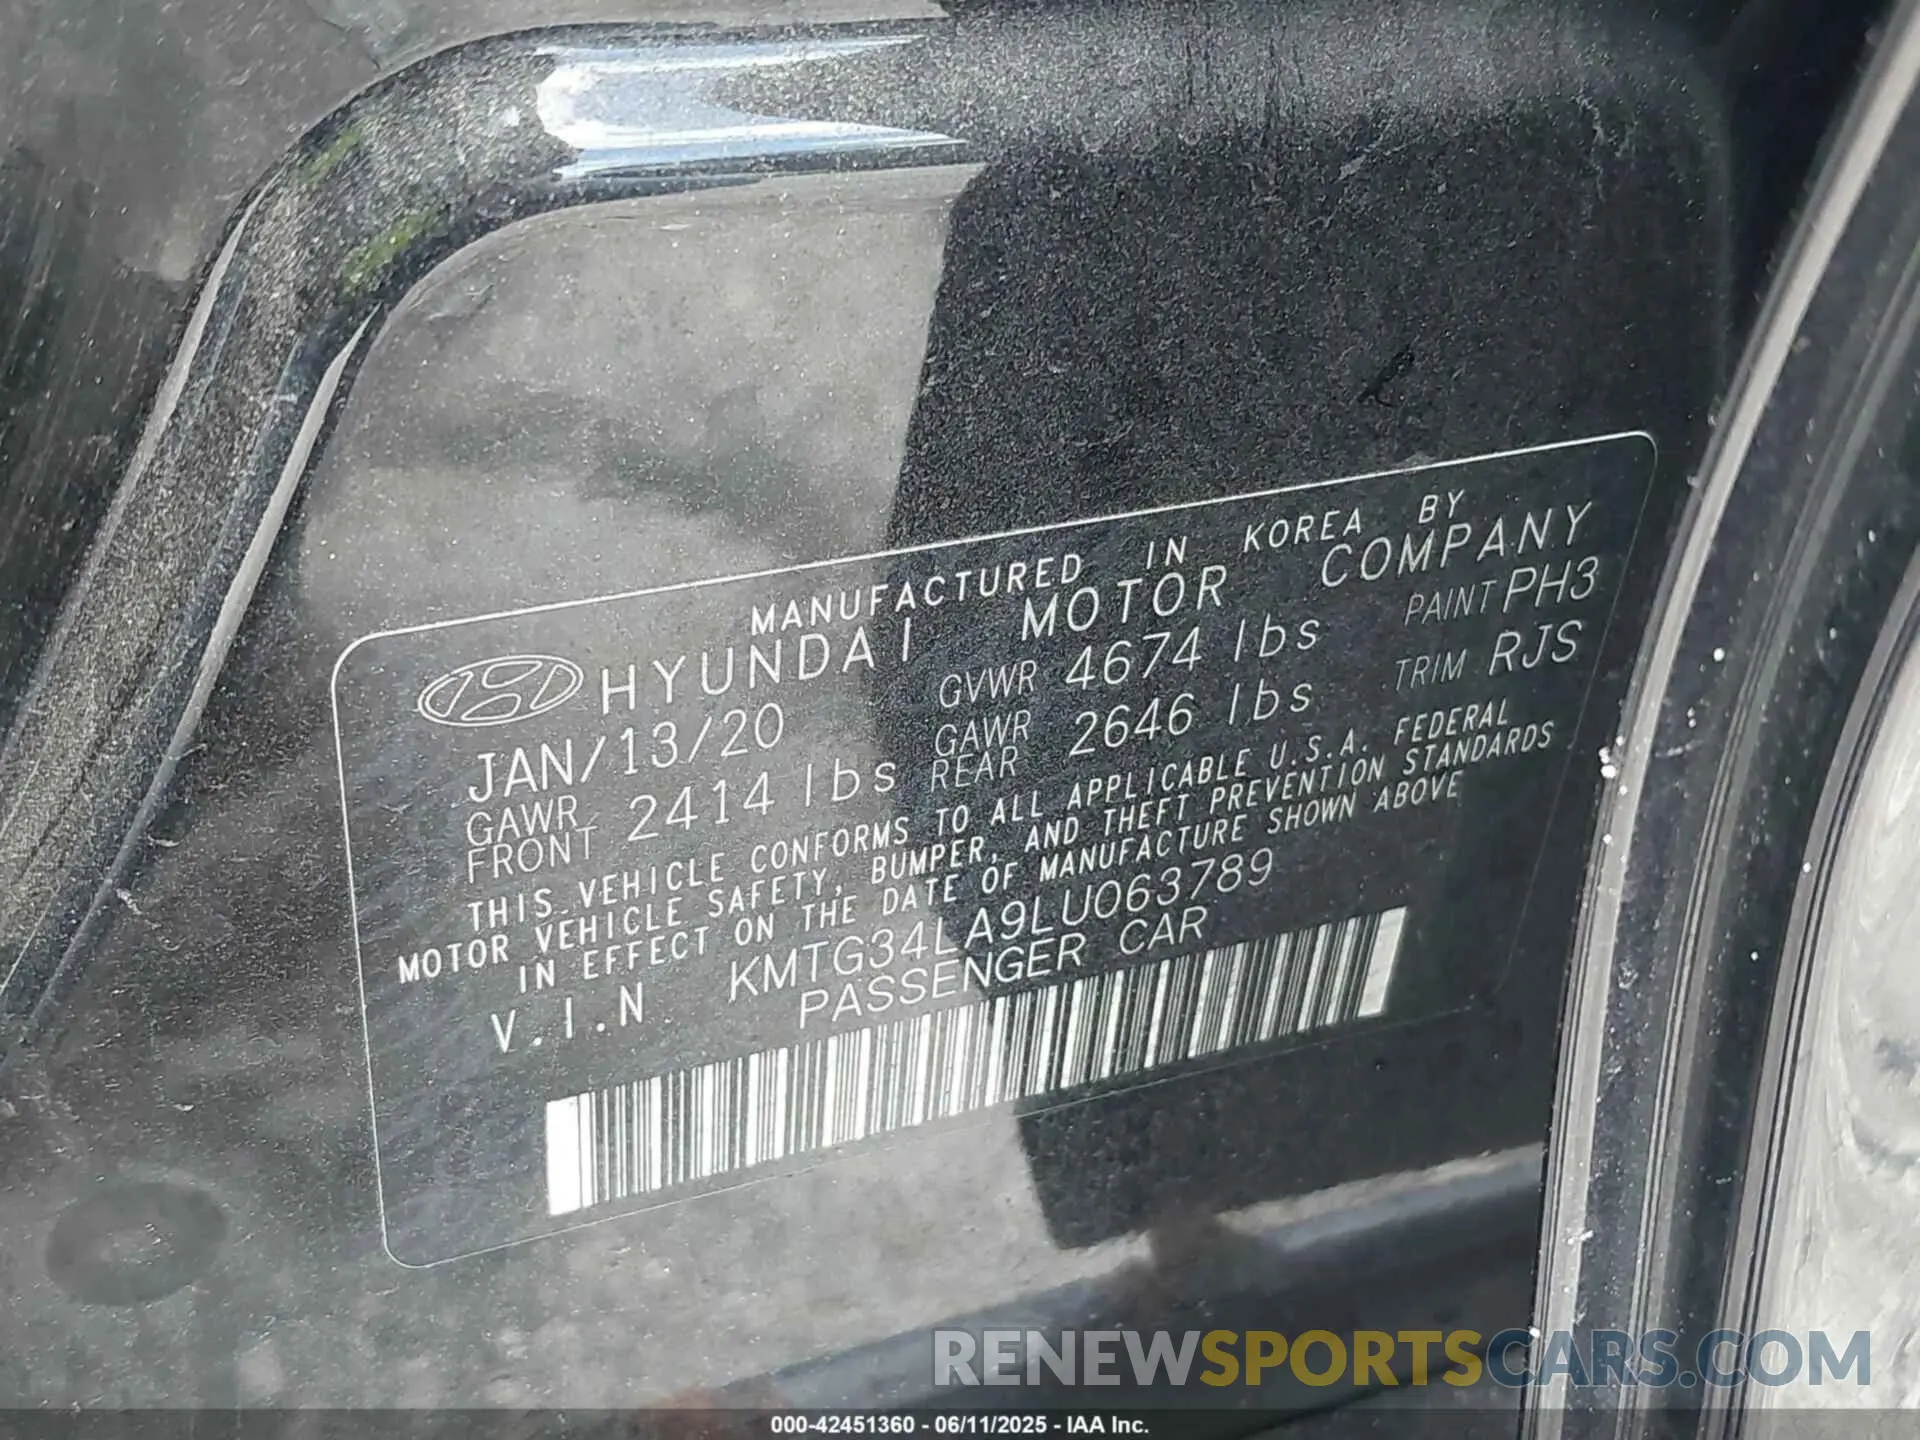 MANUFACTURED IN KOREA BY
HYUNDAI MOTOR COMPANY
JAN/13/20 GVWR 4674 lbs PAINT PH3
GAWR FRONT 2414 lbs GAWR REAR 2646 lbs TRIM RJS
THIS VEHICLE CONFORMS TO ALL APPLICABLE U.S.A. FEDERAL
MOTOR VEHICLE SAFETY, BUMPER, AND THEFT PREVENTION STANDARDS
IN EFFECT ON THE DATE OF MANUFACTURE SHOWN ABOVE
V.I.N KMTG34LA9LU063789
PASSENGER CAR
RENEWSPORTSCARS.COM
000-42451360 - 06/11/2025 - IAA Inc.